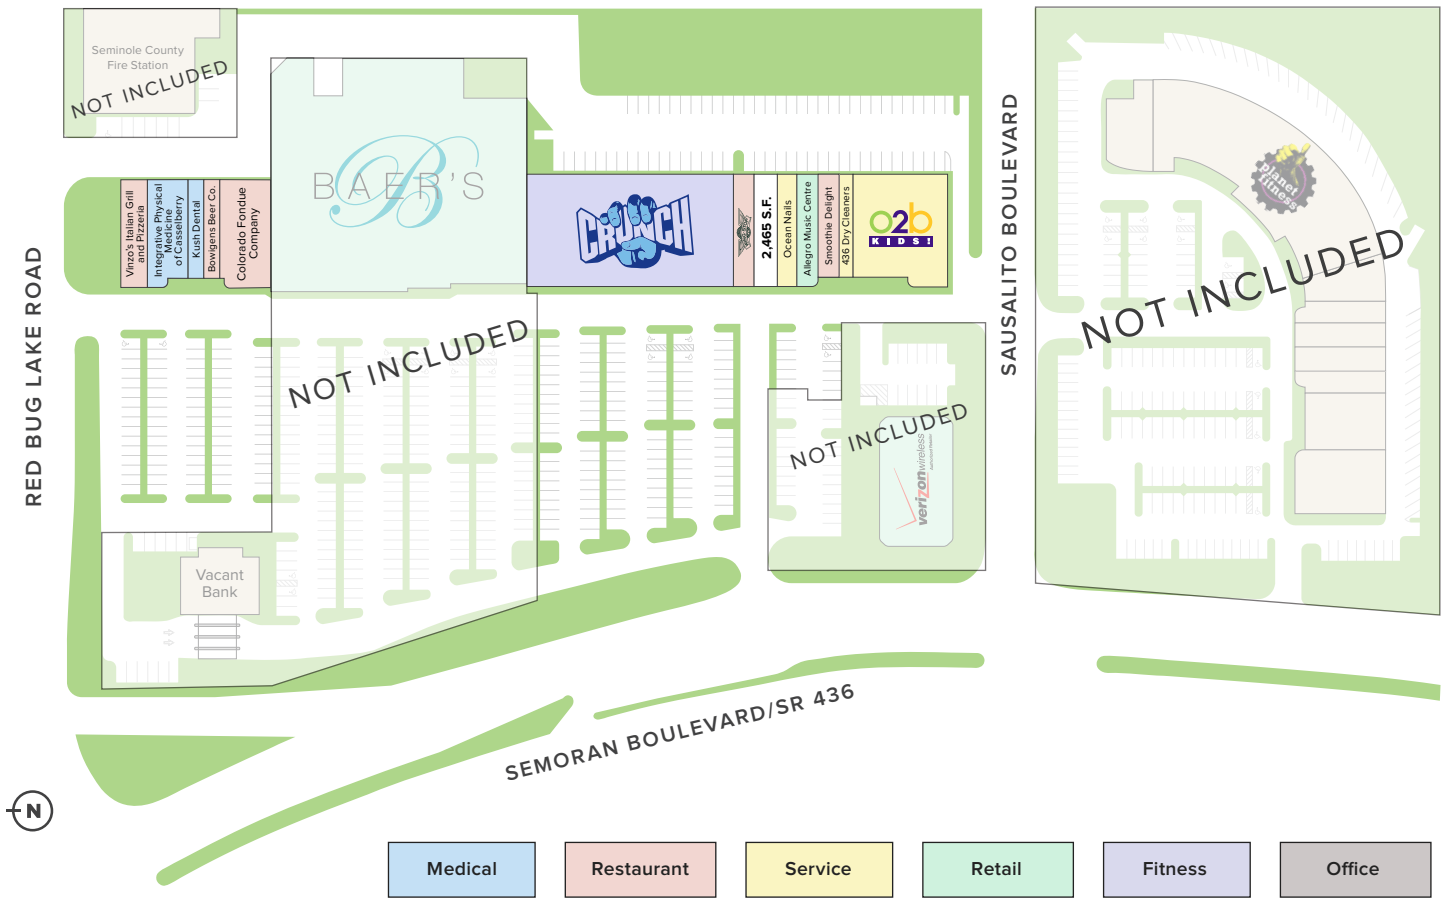 Seminole County
Fire Station
NOT INCLUDED
BAER'S
B
Vinzo's Italian Grill
and Pizzeria
Integrative Physical
Medicine
of Casselberry
Kush Dental
Bowigens Beer Co.
Colorado Fondue
Company
CRUNCH
2,465 S.F.
Ocean Nails
Allegro Music Centre
Smoothie Delight
436 Dry Cleaners
o2b
KIDS!
planet
fitness
NOT INCLUDED
NOT INCLUDED
NOT INCLUDED
verizonwireless
Vacant
Bank
RED BUG LAKE ROAD
SAUSALITO BOULEVARD
SEMORAN BOULEVARD/SR 436
N
Medical
Restaurant
Service
Retail
Fitness
Office